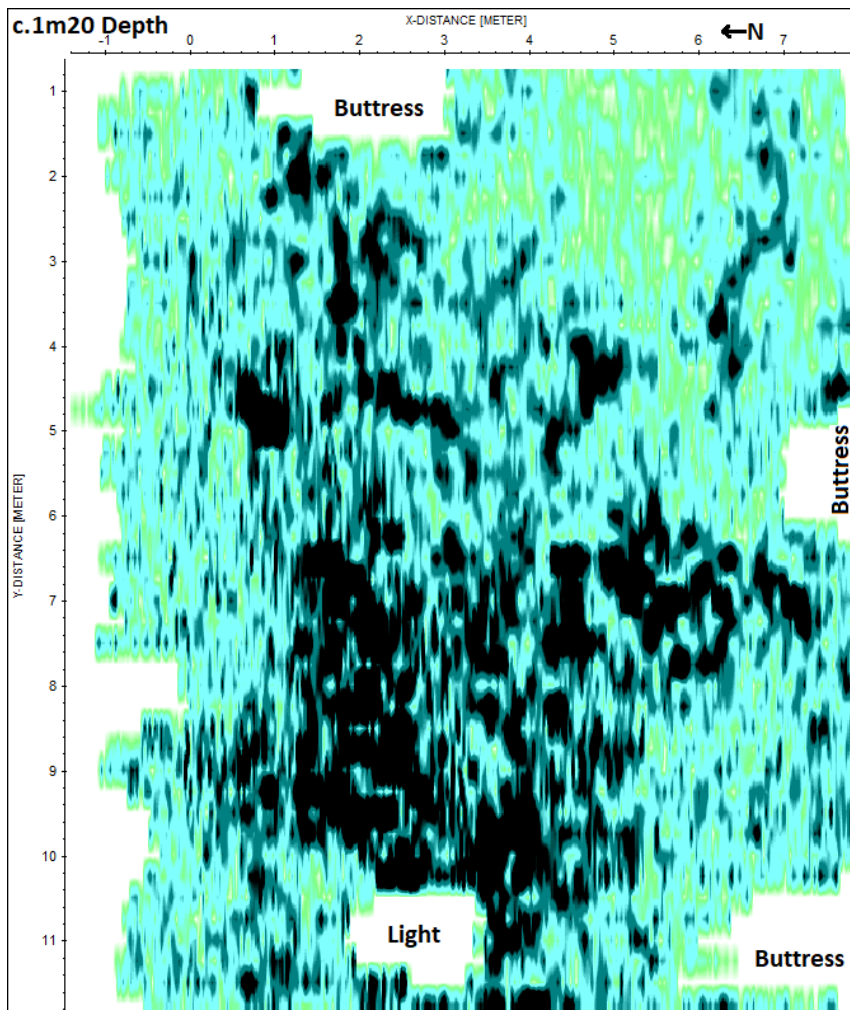 c.1m20 Depth
X-DISTANCE [METER]
←N
-1 0 1 2 3 4 5 6 7
Buttress
1
2
3
4
5
Buttress
6
Y-DISTANCE [METER]
7
8
9
10
11
Light
Buttress